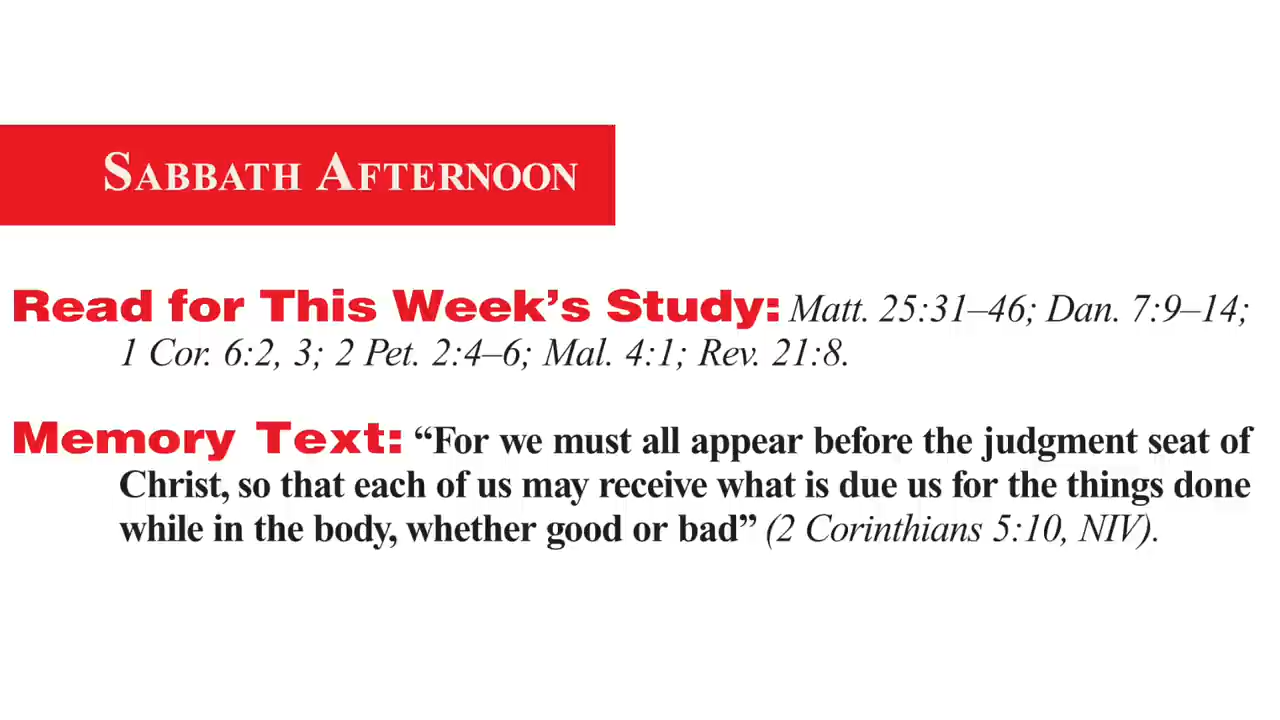 SABBATH AFTERNOON
Read for This Week’s Study: Matt. 25:31–46; Dan. 7:9–14;
1 Cor. 6:2, 3; 2 Pet. 2:4–6; Mal. 4:1; Rev. 21:8.
Memory Text: “For we must all appear before the judgment seat of
Christ, so that each of us may receive what is due us for the things done
while in the body, whether good or bad” (2 Corinthians 5:10, NIV).